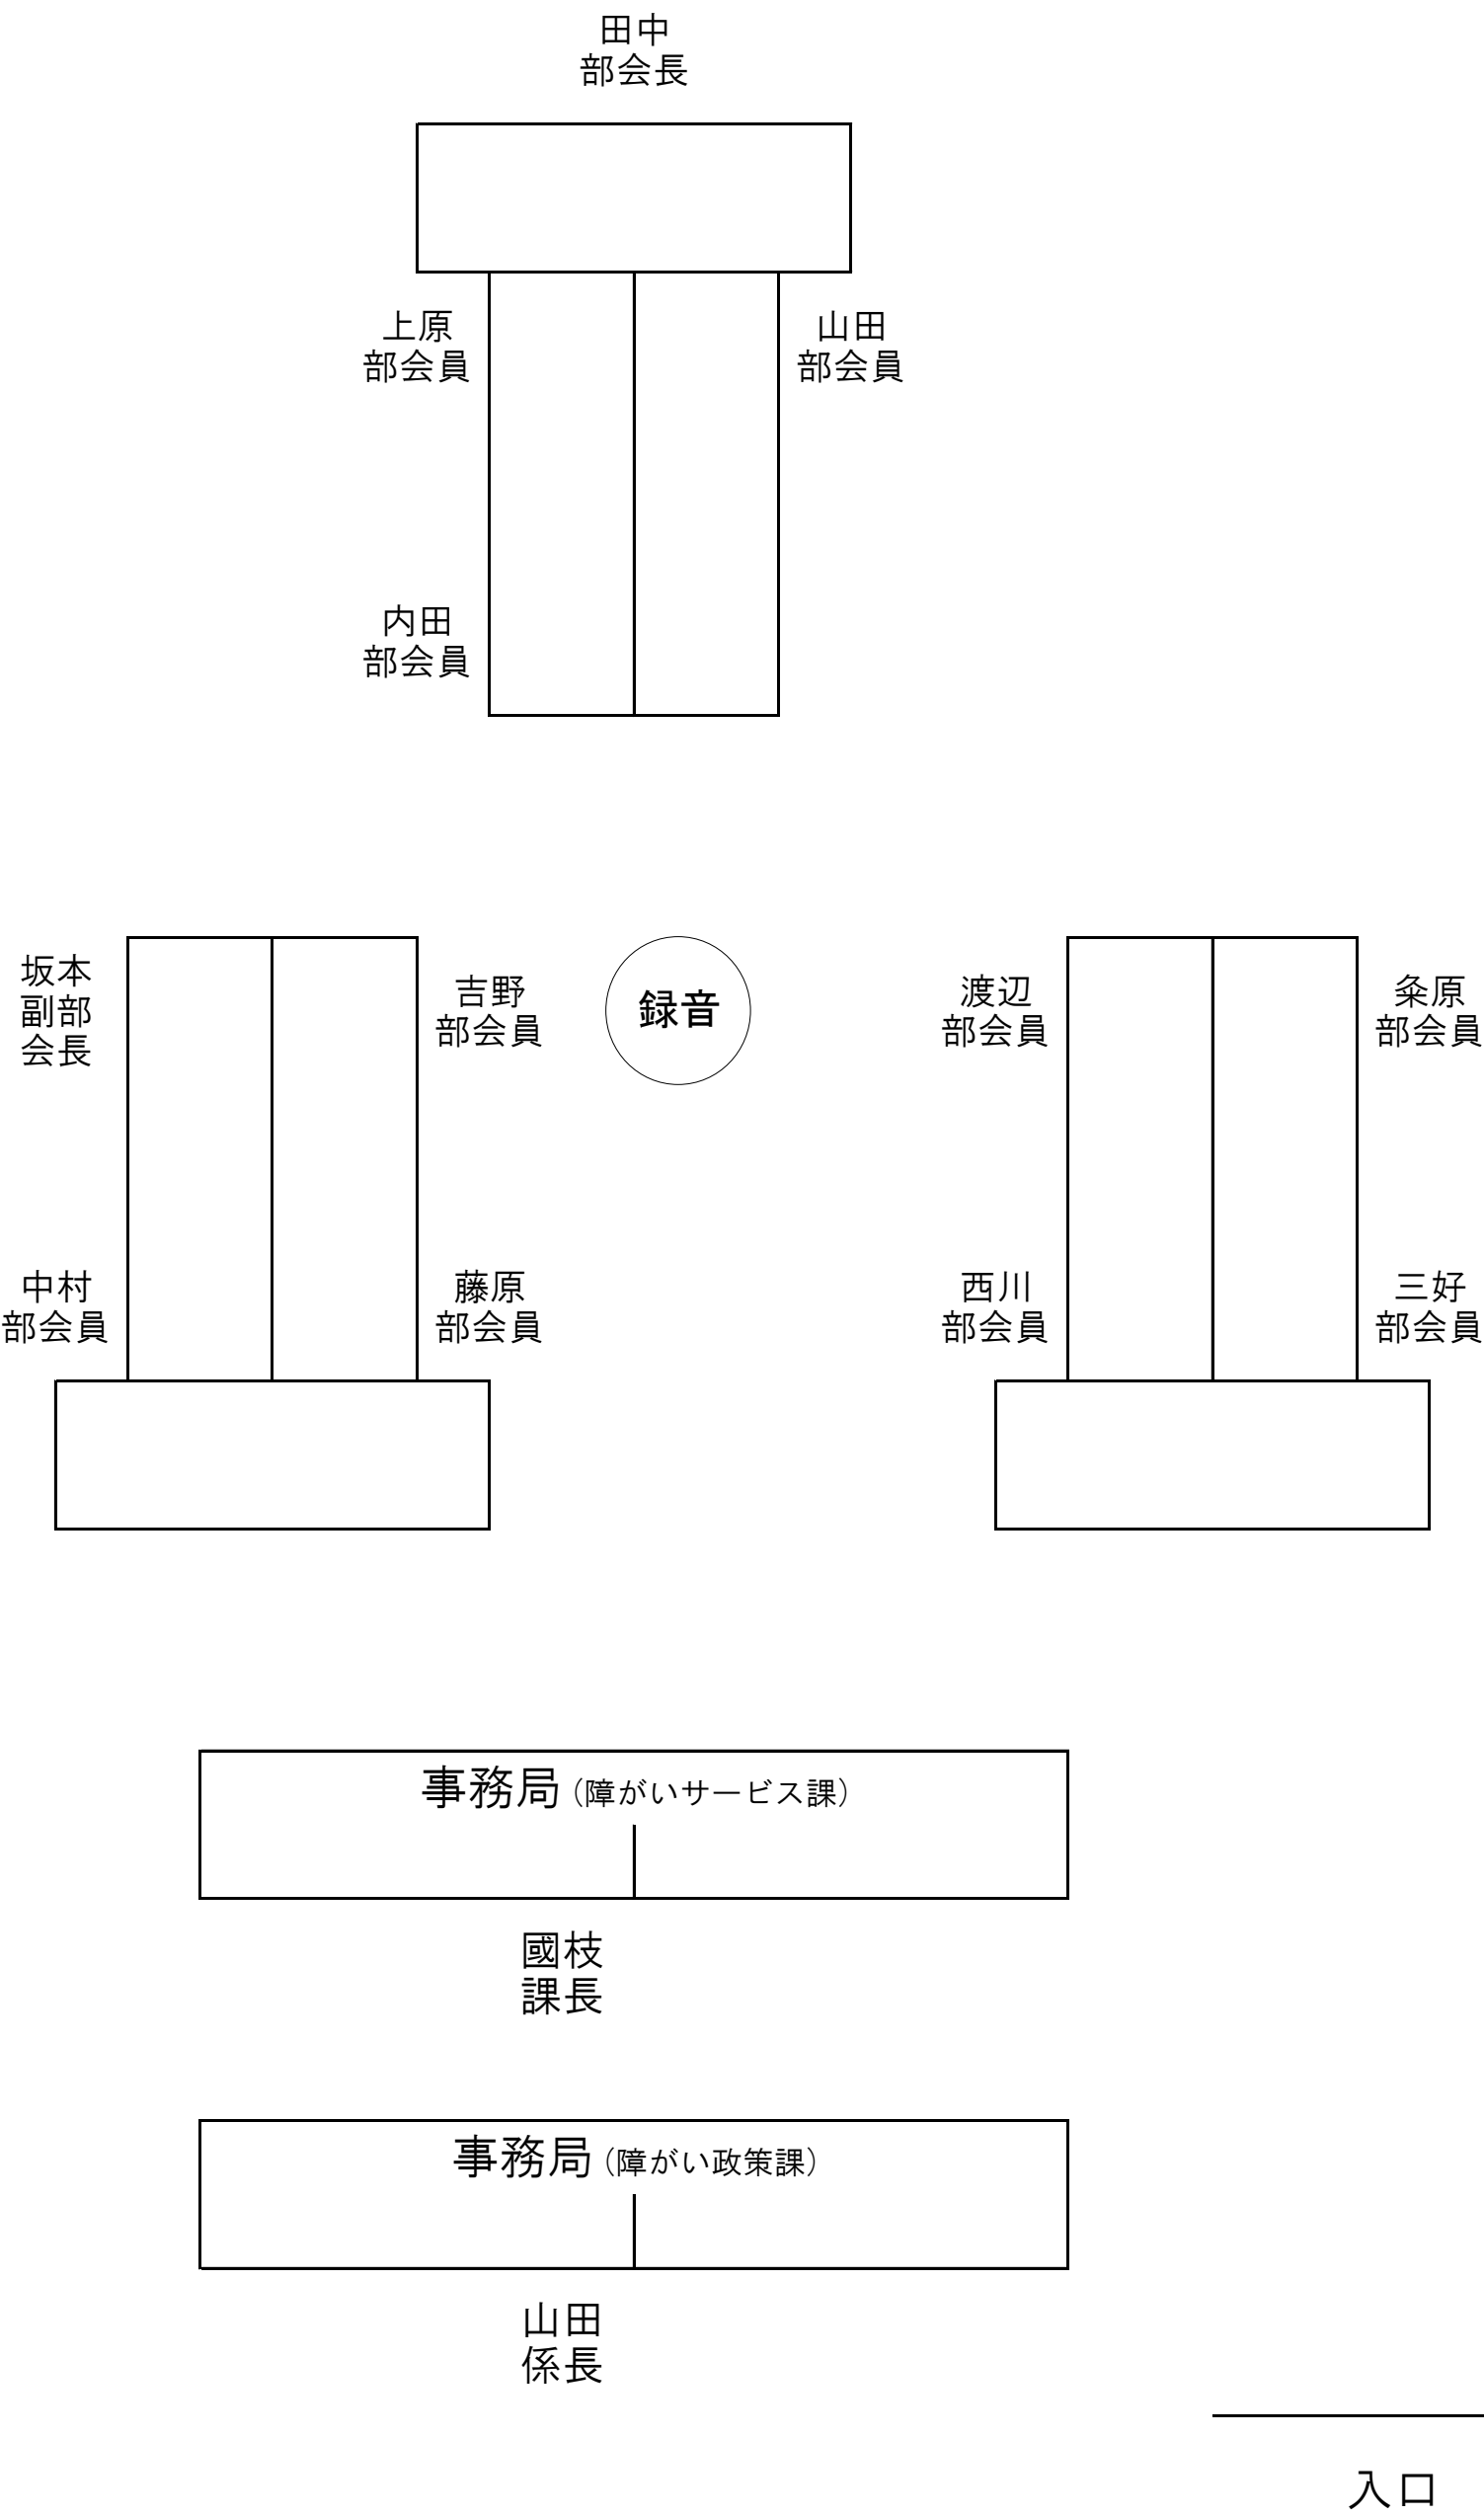 田中
部会長
上原
部会員
山田
部会員
内田
部会員
坂本
副部
会長
吉野
部会員
録音
渡辺
部会員
粂原
部会員
中村
部会員
藤原
部会員
西川
部会員
三好
部会員
事務局（障がいサービス課）
國枝
課長
事務局（障がい政策課）
山田
係長
入口